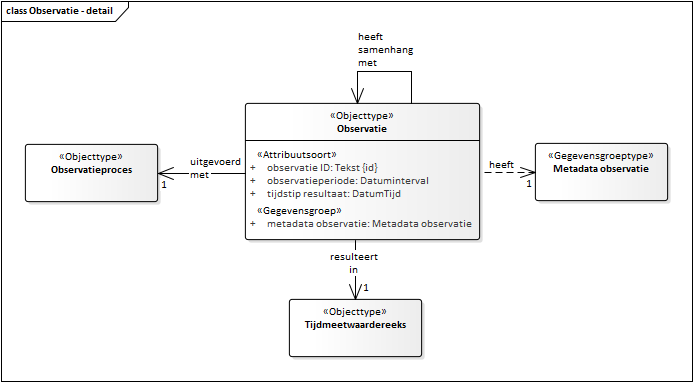 class Observatie - detail
heeft
samenhang
met
«Objecttype»
Observatie
«Attribuutsoort»
+ observatie ID: Tekst {id}
+ observatieperiode: Datuminterval
+ tijdstip resultaat: DatumTijd
«Gegevensgroep»
+ metadata observatie: Metadata observatie
«Objecttype»
Observatieproces
uitgevoerd
met
1
heeft
1
«Gegevensgroeptype»
Metadata observatie
resulteert
in
1
«Objecttype»
Tijdmeetwaardereeks